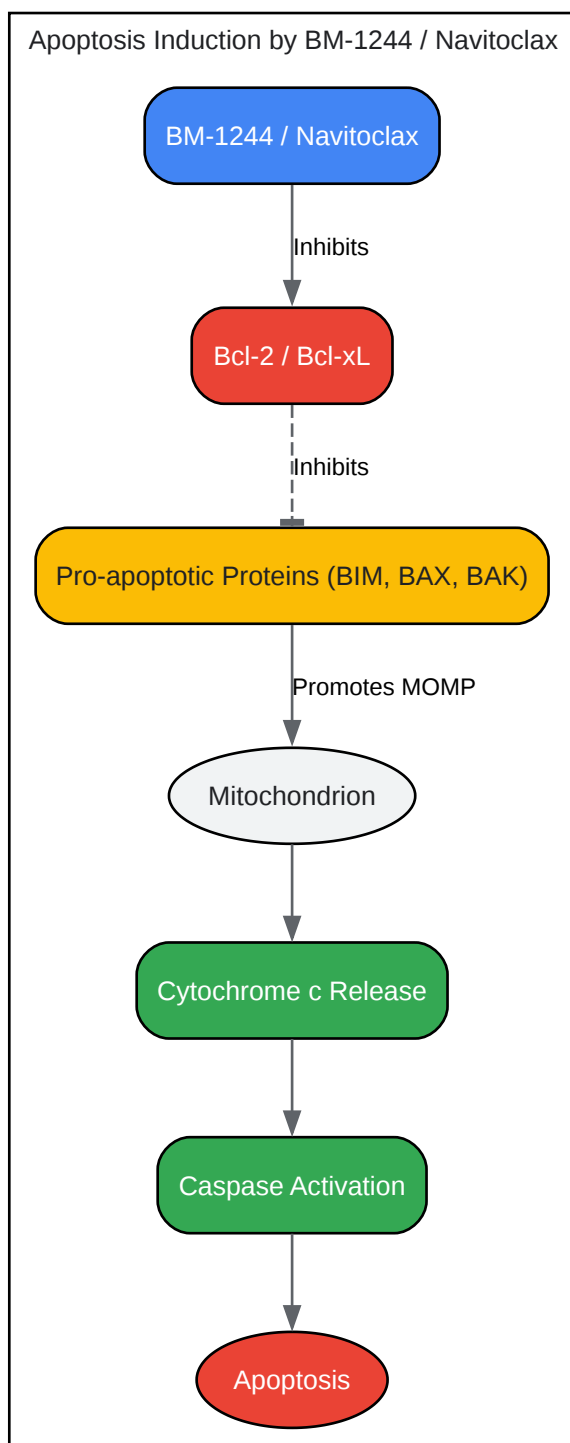 Apoptosis Induction by BM-1244 / Navitoclax
BM-1244 / Navitoclax
Inhibits
Bcl-2 / Bcl-xL
Inhibits
Pro-apoptotic Proteins (BIM, BAX, BAK)
Promotes MOMP
Mitochondrion
Cytochrome c Release
Caspase Activation
Apoptosis